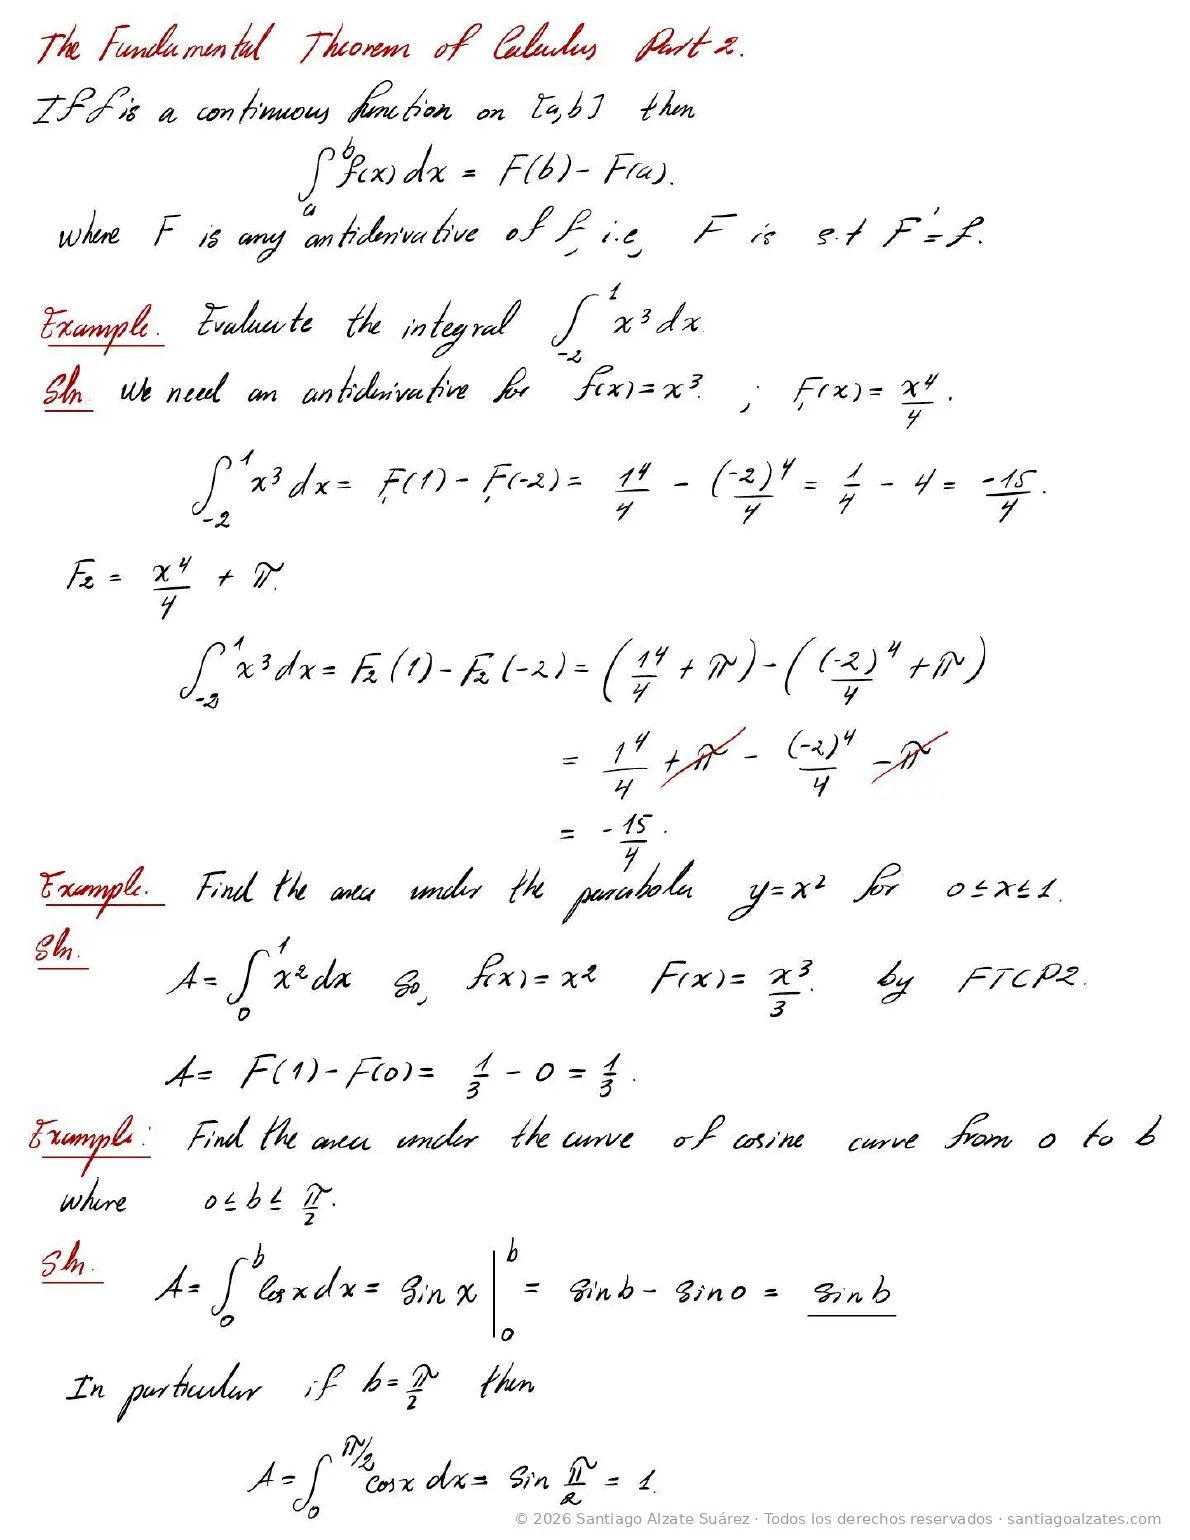 The Fundamental Theorem of Calculus Part 2.
If f is a continuous function on [a,b] then
∫_a^b f(x) dx = F(b) - F(a).
where F is any antiderivative of f, i.e, F is s.t F' = f.
Example. Evaluate the integral ∫_{-2}^1 x³ dx.
Sln. We need an antiderivative for f(x) = x³. ; F₁(x) = x⁴/4.
∫_{-2}^1 x³ dx = F₁(1) - F₁(-2) = 1⁴/4 - (-2)⁴/4 = 1/4 - 4 = -15/4.
F₂ = x⁴/4 + π.
∫_{-2}^1 x³ dx = F₂(1) - F₂(-2) = (1⁴/4 + π) - ((-2)⁴/4 + π)
= 1⁴/4 + π - (-2)⁴/4 - π
= -15/4.
Example. Find the area under the parabola y = x² for 0 ≤ x ≤ 1.
Sln.
A = ∫_0^1 x² dx so, f(x) = x² F(x) = x³/3. by FTCP2.
A = F(1) - F(0) = 1/3 - 0 = 1/3.
Example: Find the area under the curve of cosine curve from 0 to b
where 0 ≤ b ≤ π/2.
Sln.
A = ∫_0^b cos x dx = sin x |_0^b = sin b - sin 0 = sin b
In particular if b = π/2 then
A = ∫_0^{π/2} cos x dx = sin π/2 = 1.
© 2026 Santiago Alzate Suárez · Todos los derechos reservados · santiagoalzates.com